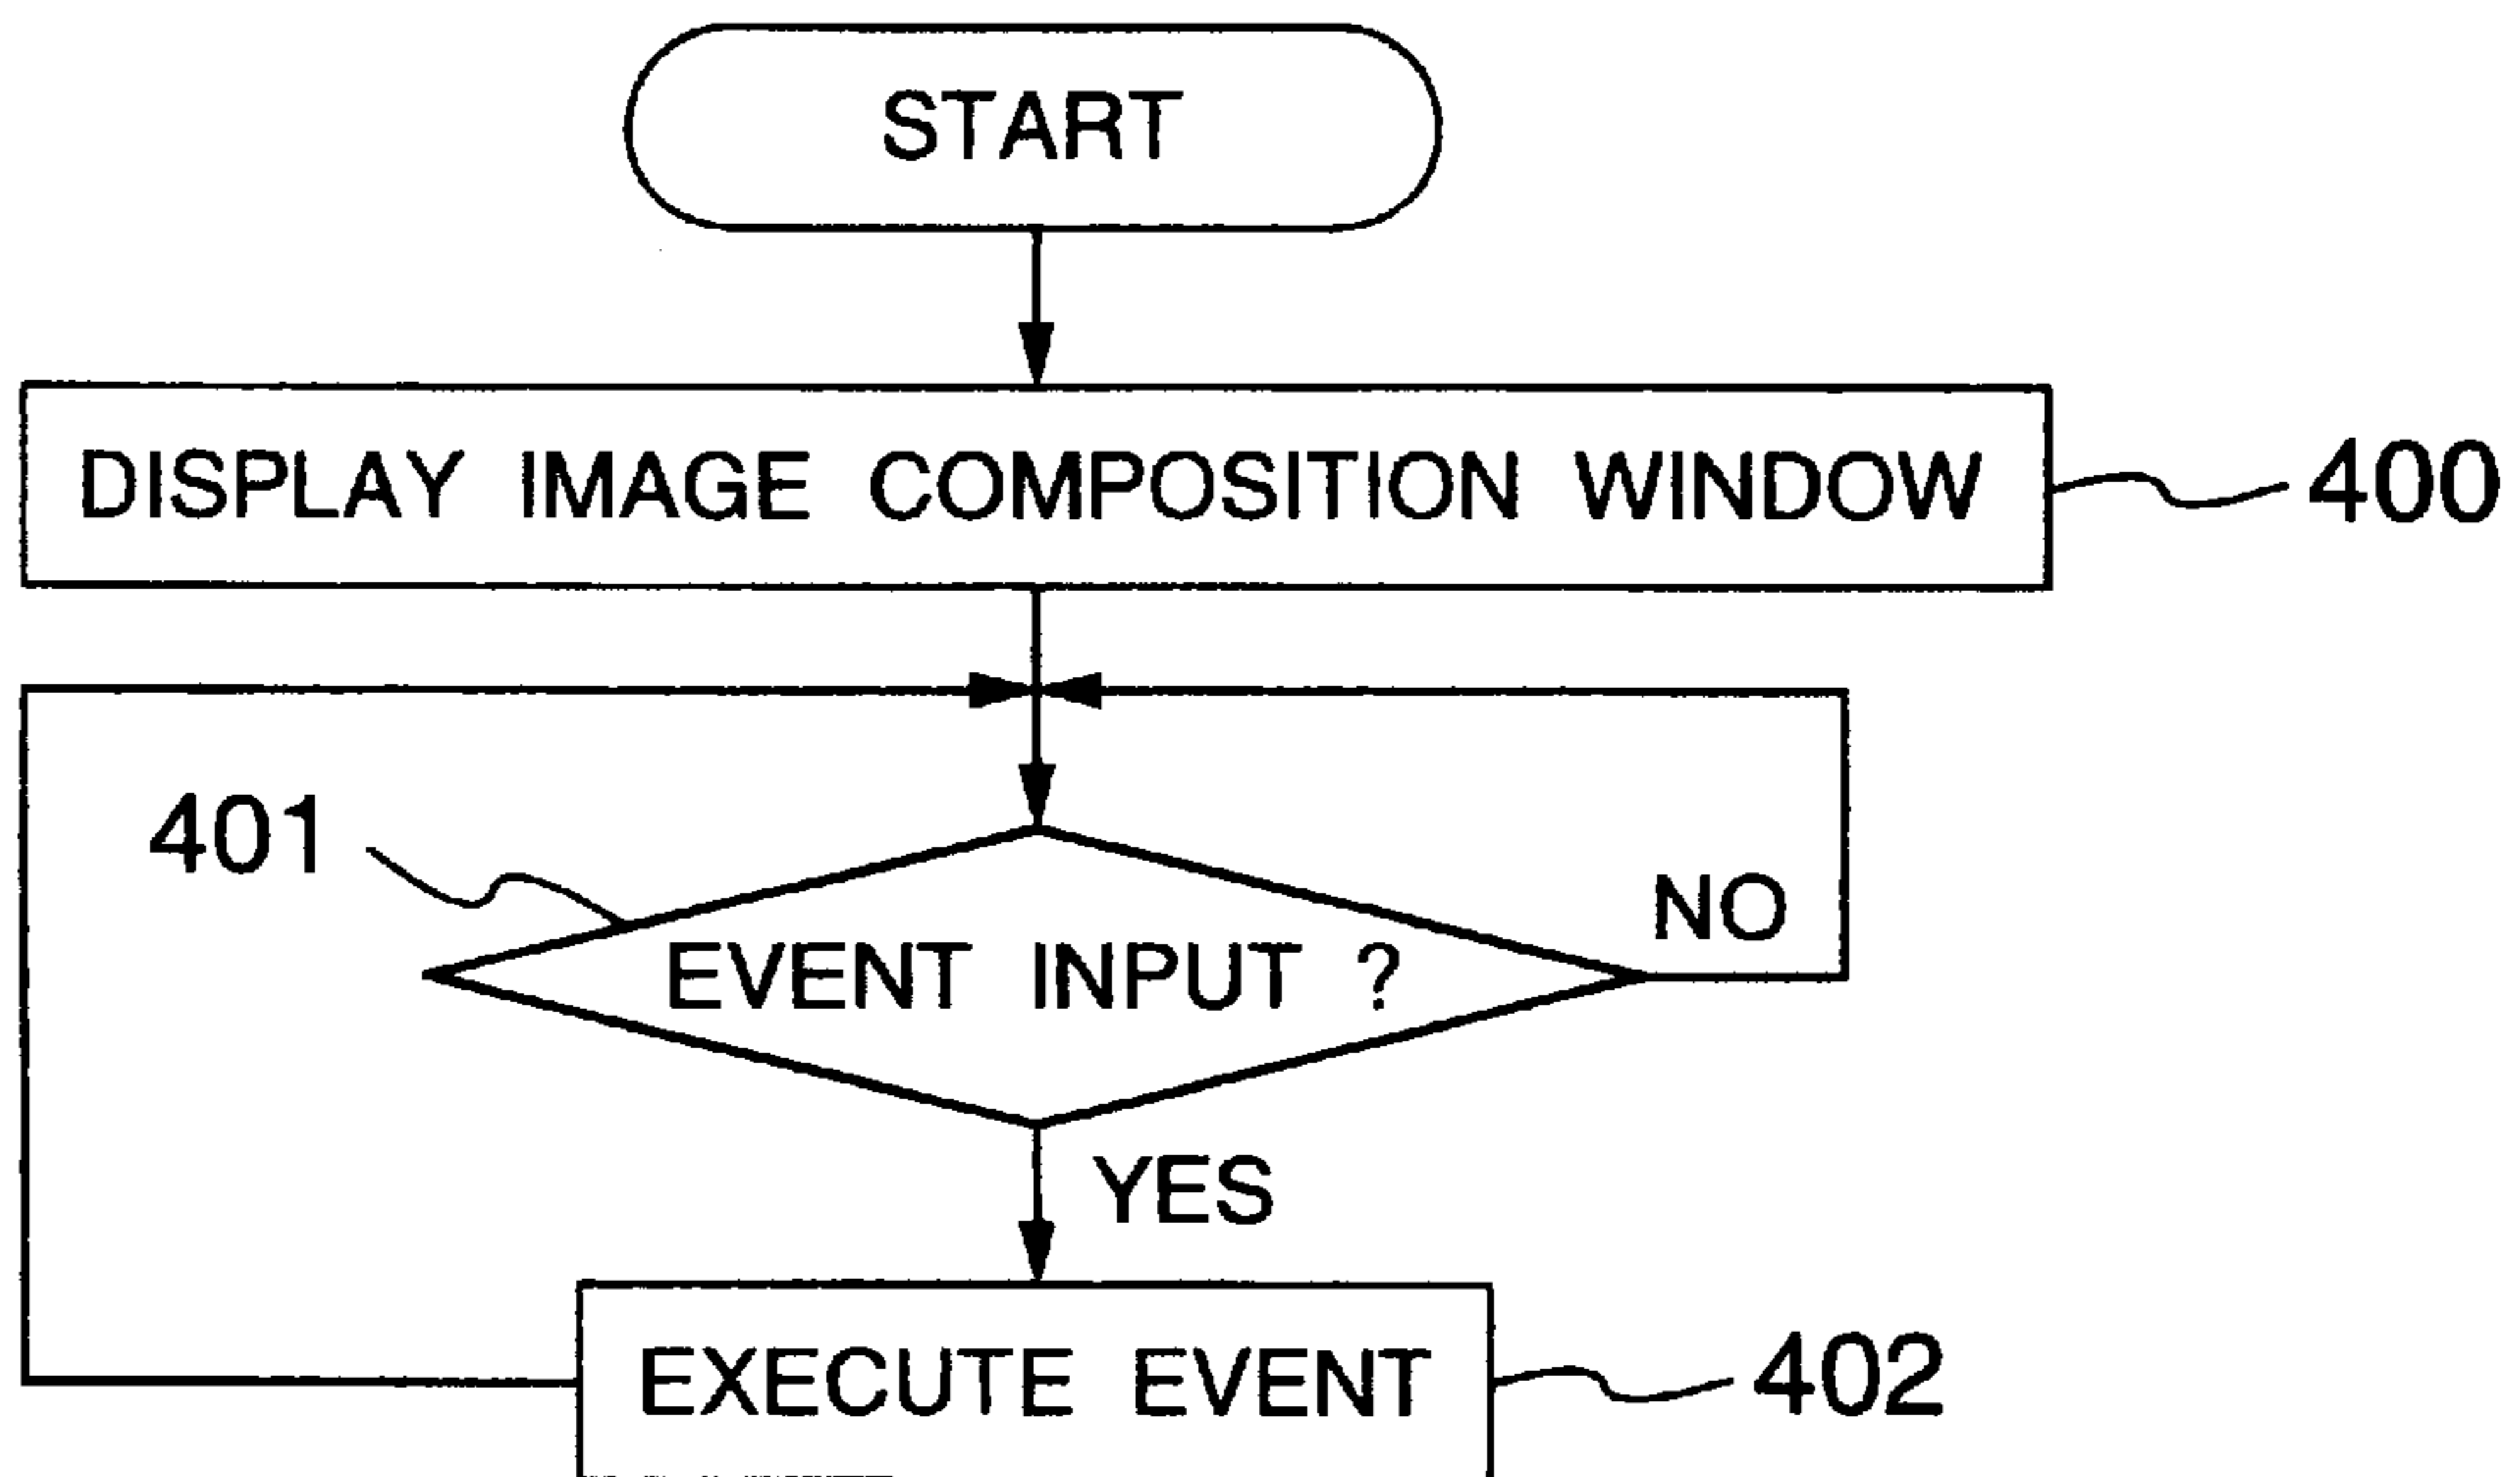 START
DISPLAY IMAGE COMPOSITION WINDOW
400
401
NO
EVENT INPUT ?
YES
EXECUTE EVENT
402